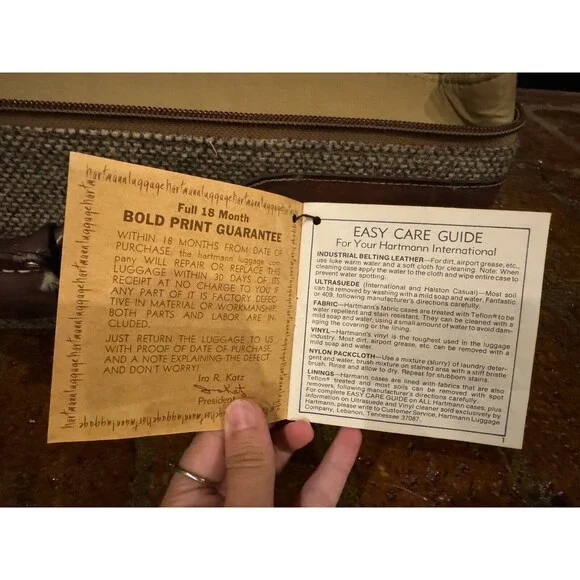 hartmannluggagehartmannluggagehartmannluggage
Full 18 Month
BOLD PRINT GUARANTEE
WITHIN 18 MONTHS FROM DATE OF
PURCHASE, the hartmann luggage com-
pany WILL REPAIR OR REPLACE THIS
LUGGAGE WITHIN 30 DAYS OF ITS
RECEIPT AT NO CHARGE TO YOU IF
ANY PART OF IT IS FACTORY DEFEC
TIVE IN MATERIAL OR WORKMANSHIP.
BOTH PARTS AND LABOR ARE IN-
CLUDED.
JUST RETURN THE LUGGAGE TO US
WITH PROOF OF DATE OF PURCHASE
AND A NOTE EXPLAINING THE DEFECT
AND DON'T WORRY!
Ira R. Katz
President
EASY CARE GUIDE
For Your Hartmann International
INDUSTRIAL BELTING LEATHER—For dirt, airport grease, etc.,
use luke warm water and a soft cloth for cleaning. Note: When
cleaning case apply the water to the cloth and wipe entire case to
prevent water spotting.
ULTRASUEDE (International and Halston Casual)—Most soil
can be removed by washing with a mild soap and water. Fantastic
or 409, following manufacturer's directions carefully.
FABRIC—Hartmann's fabric cases are treated with Teflon® to be
water repellent and stain resistant. They can be cleaned with a
mild soap and water, using a small amount of water to avoid dam-
aging the covering or the lining.
VINYL—Hartmann's vinyl is the toughest used in the luggage
industry. Most dirt, airport grease, etc. can be removed with a
mild soap and water.
NYLON PACKCLOTH—Use a mixture (slurry) of laundry deter-
gent and water, brush mixture on stained area with a stiff bristle
brush. Rinse and allow to dry. Repeat for stubborn stains.
LININGS—Hartmann cases are lined with fabrics that are also
Teflon® treated and most soils can be removed with spot
removers, following manufacturer's directions carefully.
For complete EASY CARE GUIDE on ALL Hartmann cases, plus
information on Ultrasuede and Vinyl cleaner sold exclusively by
Hartmann, please write to Customer Service, Hartmann Luggage
Company, Lebanon, Tennessee 37087.